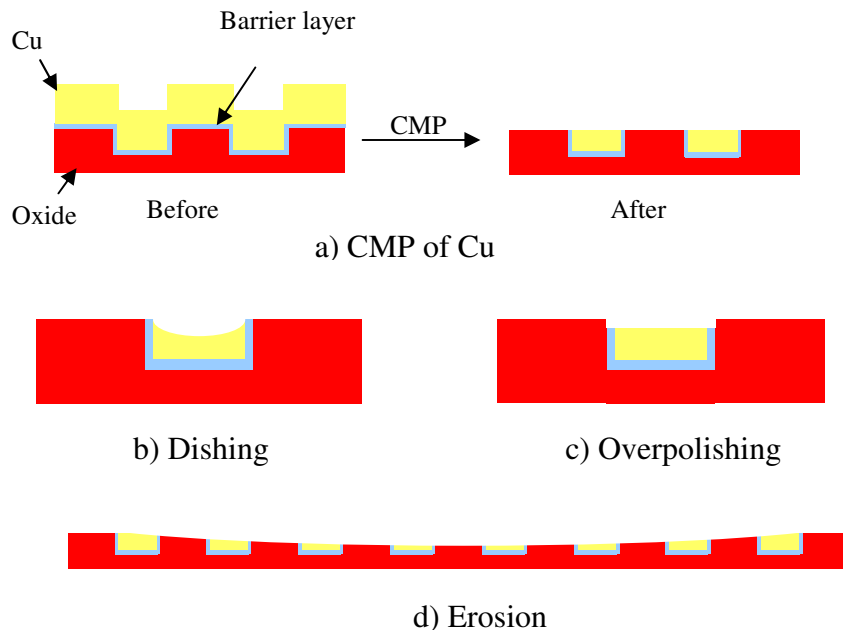 Barrier layer
Cu
CMP
Oxide
Before
After
a) CMP of Cu
b) Dishing
c) Overpolishing
d) Erosion